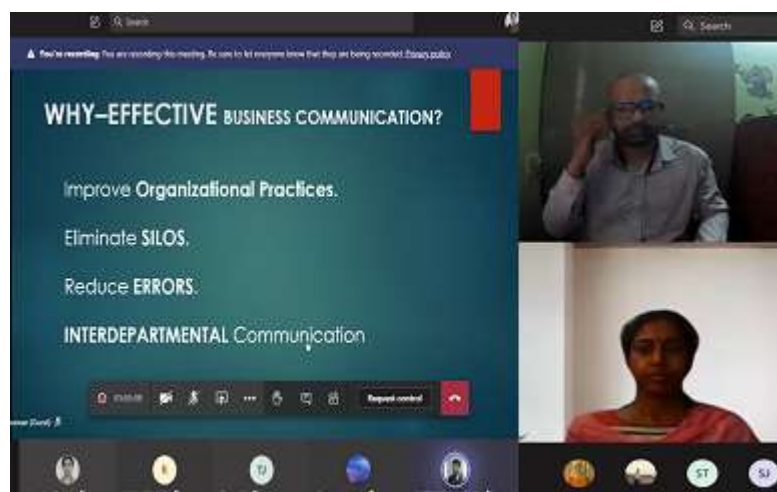 Search
You're recording You are recording this meeting. Be sure to let everyone know that they are being recorded. Privacy policy
WHY–EFFECTIVE BUSINESS COMMUNICATION?
Improve Organizational Practices.
Eliminate SILOS.
Reduce ERRORS.
INTERDEPARTMENTAL Communication
Request control
Search
TJ
ST
SJ